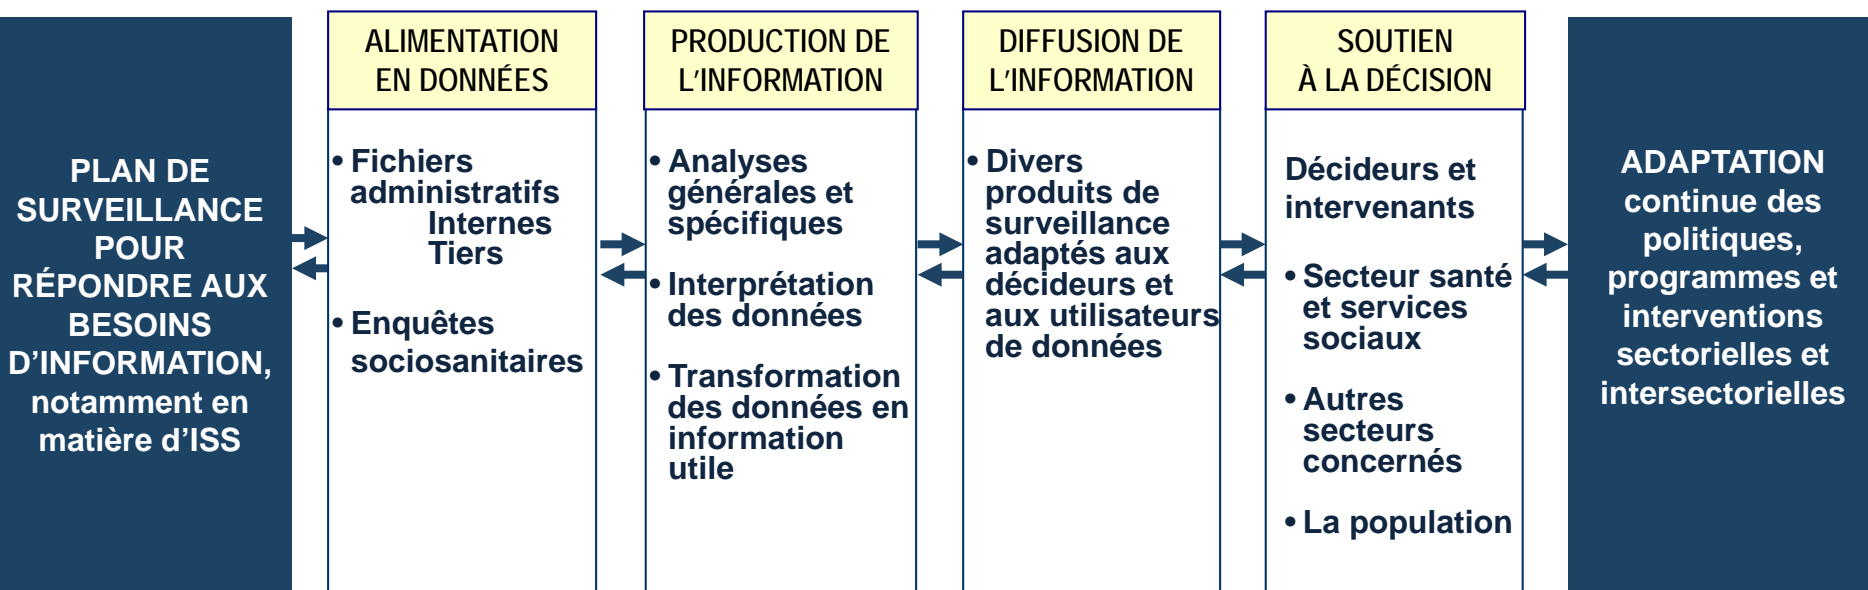 PLAN DE
SURVEILLANCE
POUR
RÉPONDRE AUX
BESOINS
D’INFORMATION,
notamment en
matière d’ISS
ALIMENTATION
EN DONNÉES
• Fichiers
administratifs
Internes
Tiers
• Enquêtes
sociosanitaires
PRODUCTION DE
L’INFORMATION
• Analyses
générales et
spécifiques
• Interprétation
des données
• Transformation
des données en
information
utile
DIFFUSION DE
L’INFORMATION
• Divers
produits de
surveillance
adaptés aux
décideurs et
aux utilisateurs
de données
SOUTIEN
À LA DÉCISION
Décideurs et
intervenants
• Secteur santé
et services
sociaux
• Autres
secteurs
concernés
• La population
ADAPTATION
continue des
politiques,
programmes et
interventions
sectorielles et
intersectorielles